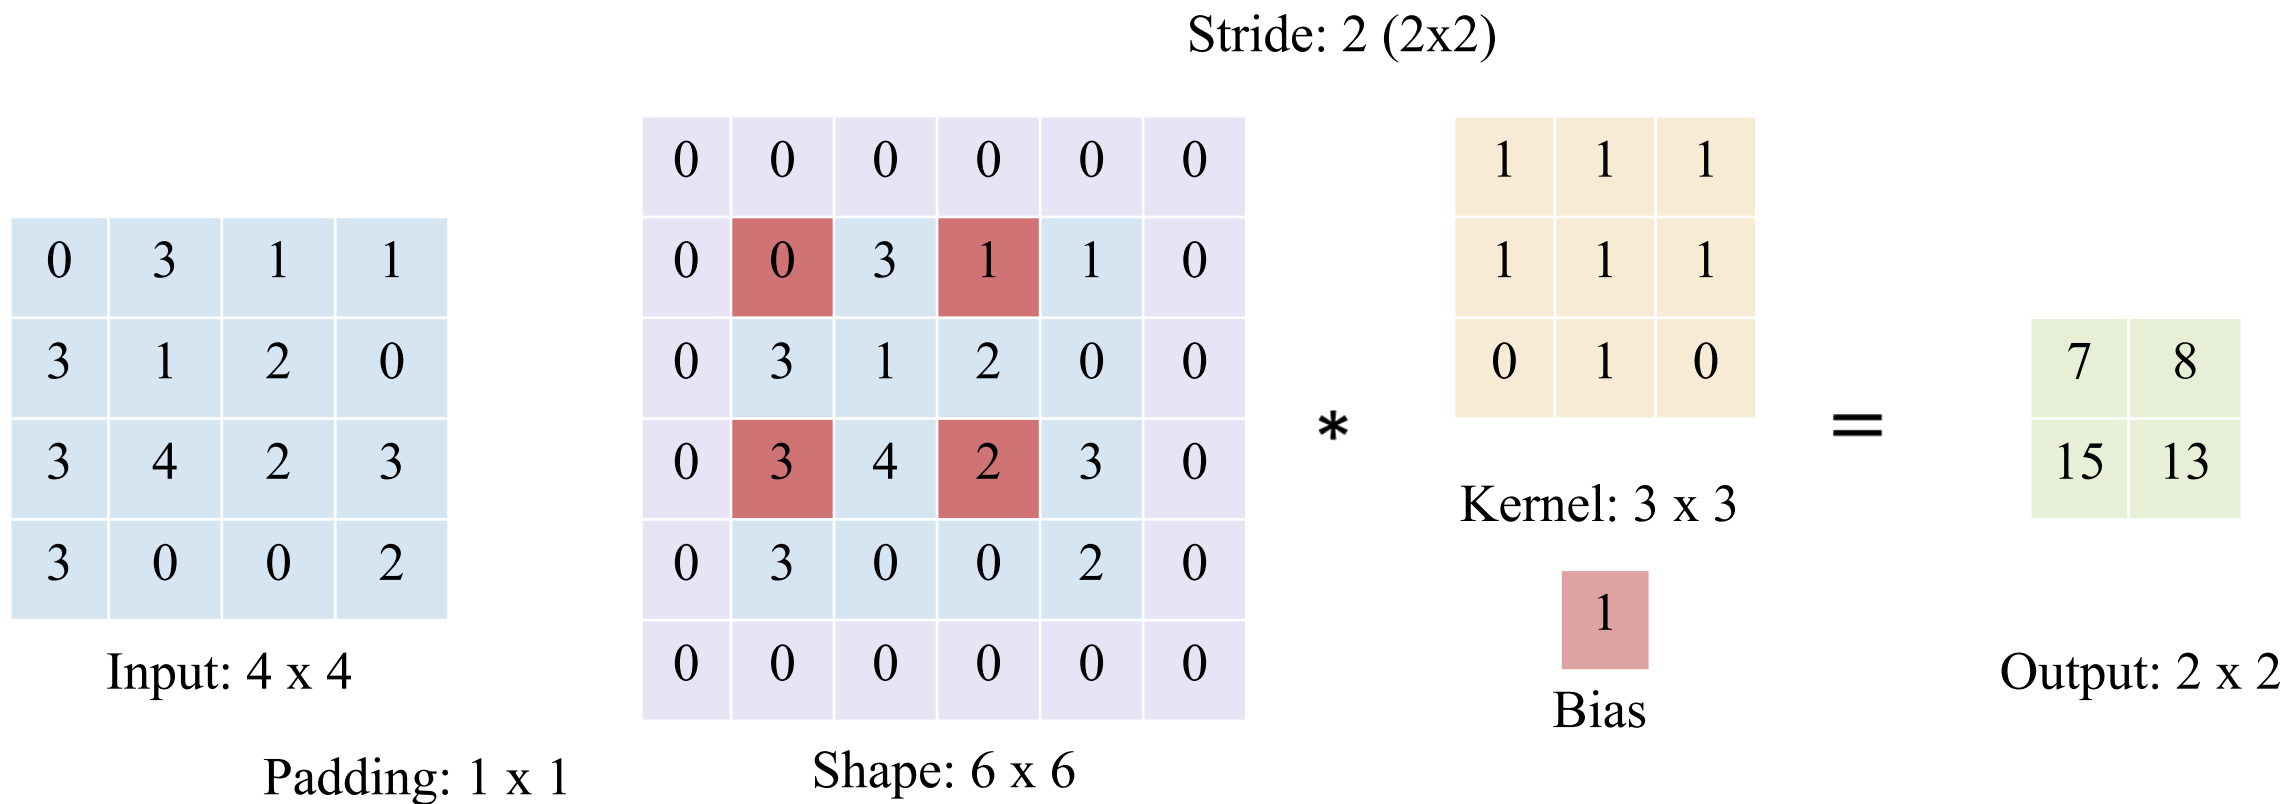 Stride: 2 (2x2)
0 3 1 1
3 1 2 0
3 4 2 3
3 0 0 2
Input: 4 x 4
Padding: 1 x 1
0 0 0 0 0 0
0 0 3 1 1 0
0 3 1 2 0 0
0 3 4 2 3 0
0 3 0 0 2 0
0 0 0 0 0 0
Shape: 6 x 6
*
1 1 1
1 1 1
0 1 0
Kernel: 3 x 3
1
Bias
=
7 8
15 13
Output: 2 x 2